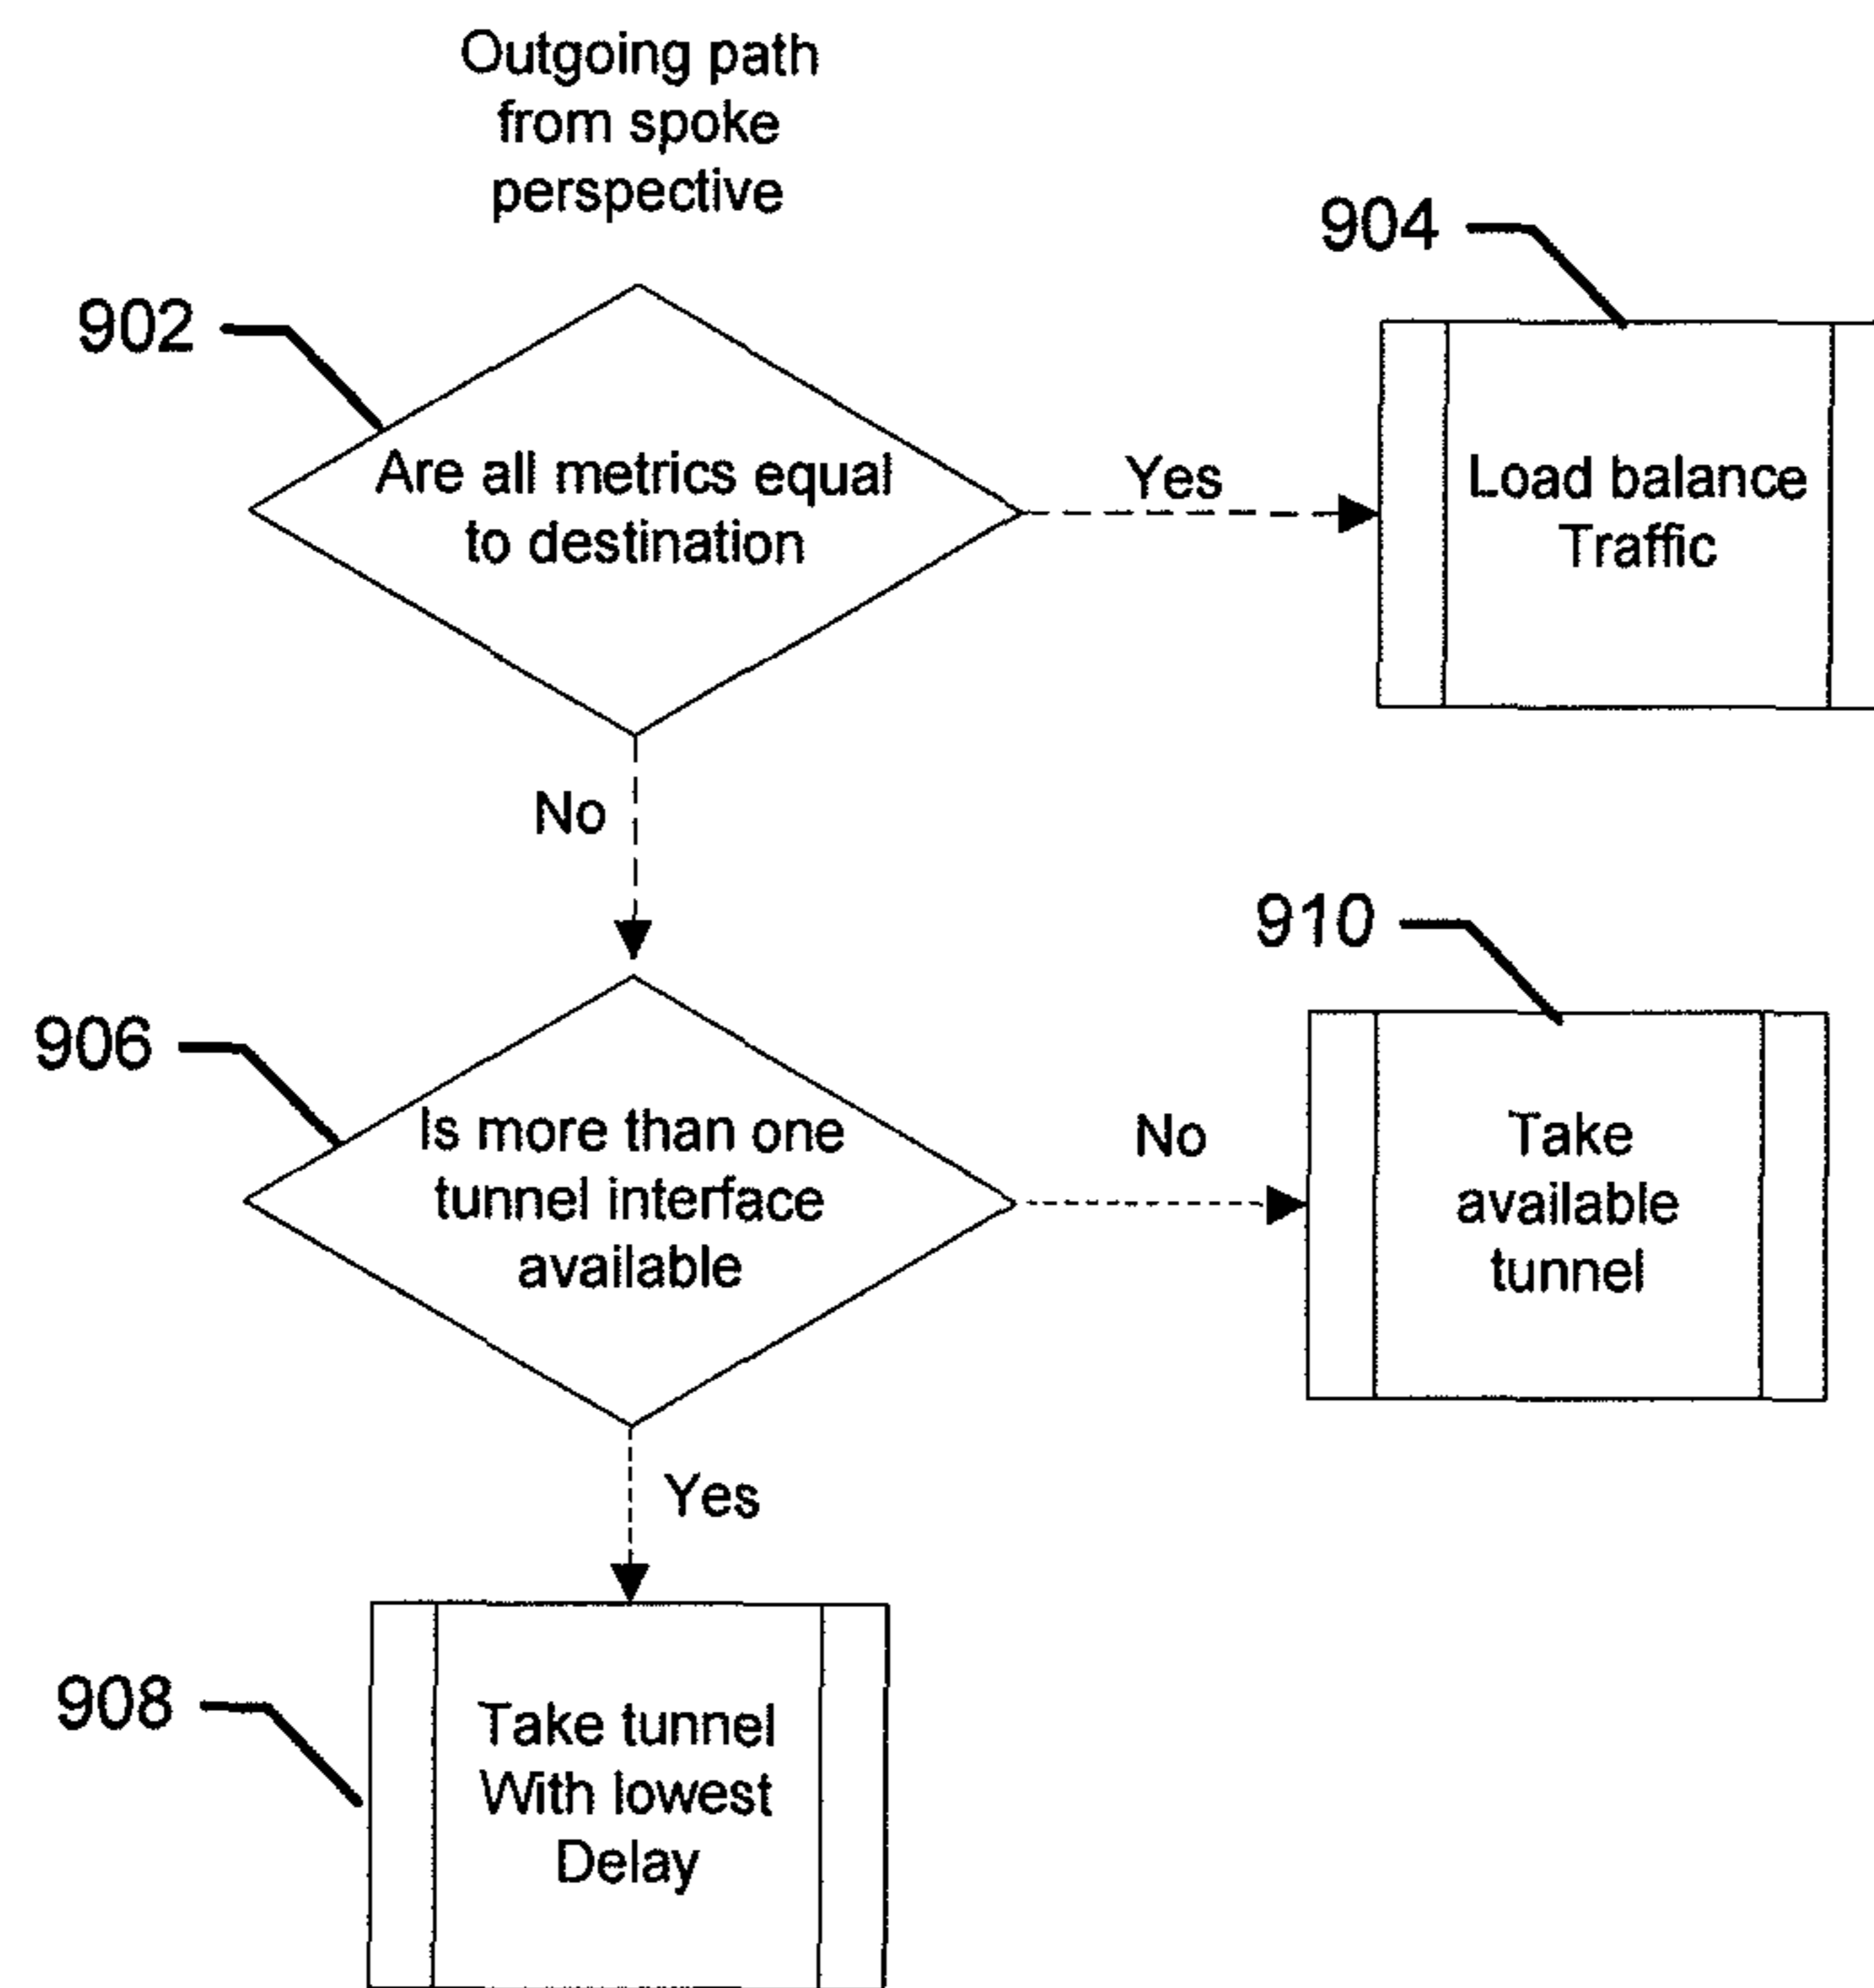 Outgoing path
from spoke
perspective
904
902
Are all metrics equal
to destination
Yes
Load balance
Traffic
No
910
906
Is more than one
tunnel interface
available
No
Take
available
tunnel
Yes
908
Take tunnel
With lowest
Delay